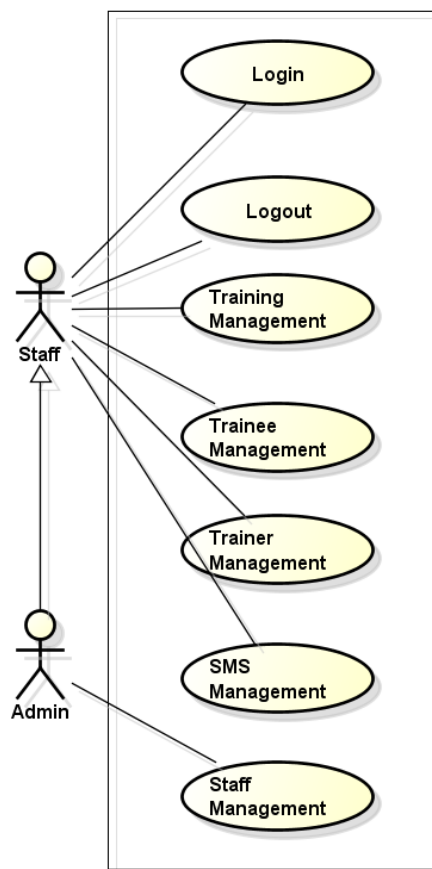 Login
Logout
Training
Management
Staff
Trainee
Management
Trainer
Management
SMS
Management
Admin
Staff
Management